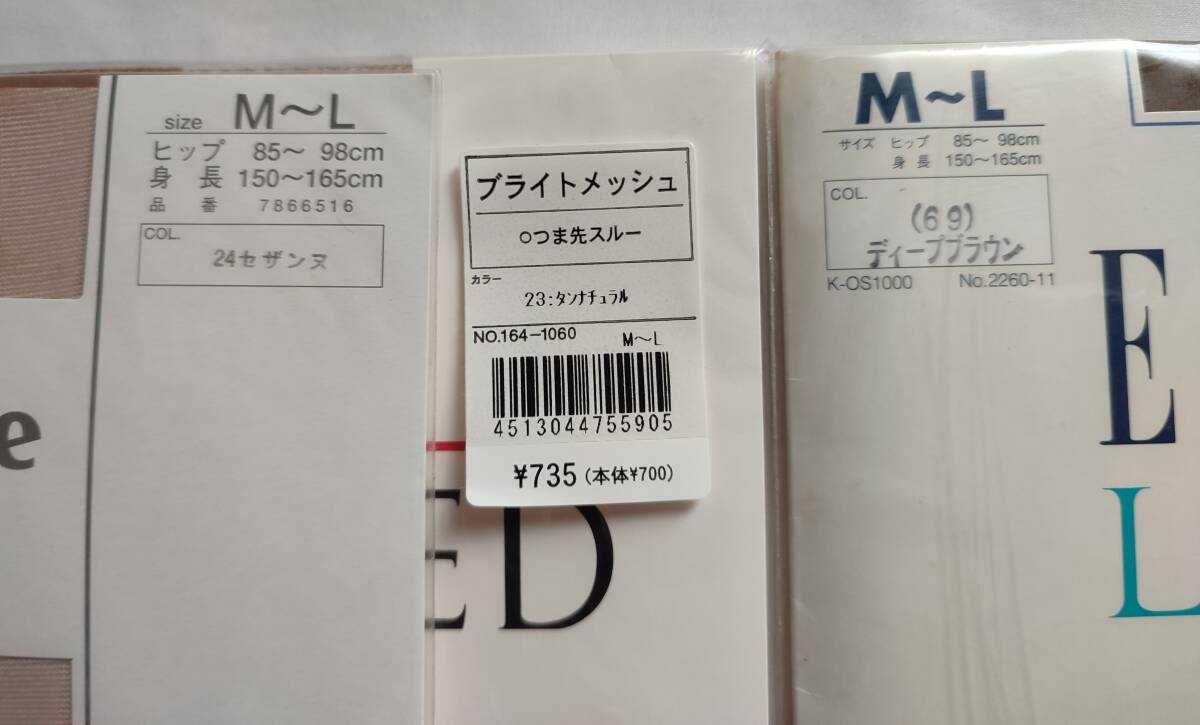 size M～L
ヒップ 85～ 98cm
身 長 150～165cm
品 番 7866516
COL.
24セザンヌ
e
ブライトメッシュ
○つま先スルー
カラー
23:タンナチュラル
NO.164-1060 M～L
4513044755905
¥735 (本体¥700)
ED
M～L
サイズ ヒップ 85～ 98cm
身 長 150～165cm
COL.
(69)
ディープブラウン
K-OS1000 No.2260-11
E
L